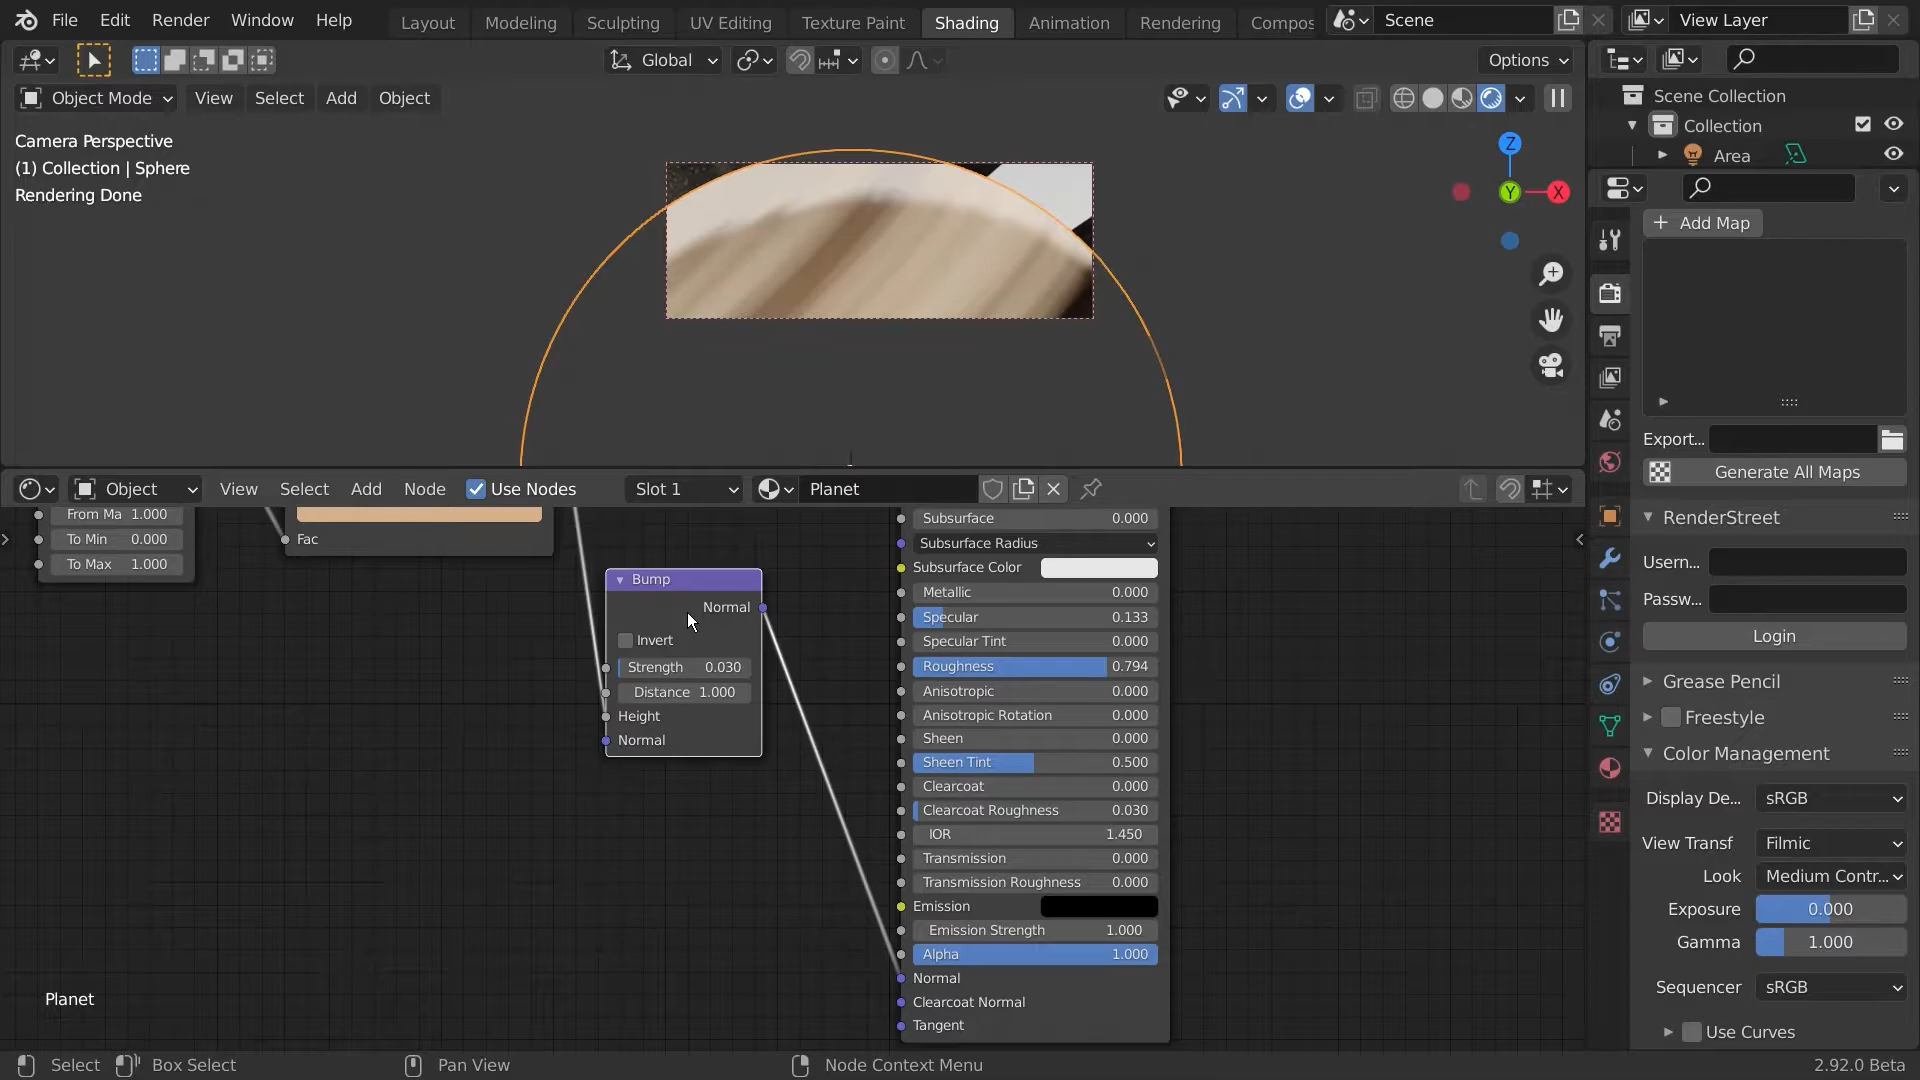 File Edit Render Window Help Layout Modeling Sculpting UV Editing Texture Paint Shading Animation Rendering Compos Scene View Layer
Global Options
Object Mode View Select Add Object
Camera Perspective
(1) Collection | Sphere
Rendering Done
Z
Y
X
Scene Collection
Collection
Area
Add Map
Export...
Generate All Maps
RenderStreet
Usern...
Passw...
Login
Grease Pencil
Freestyle
Color Management
Display De... sRGB
View Transf Filmic
Look Medium Contr...
Exposure 0.000
Gamma 1.000
Sequencer sRGB
Use Curves
Object View Select Add Node Use Nodes Slot 1 Planet
From Ma 1.000
To Min 0.000
To Max 1.000
Fac
Bump
Normal
Invert
Strength 0.030
Distance 1.000
Height
Normal
Subsurface 0.000
Subsurface Radius
Subsurface Color
Metallic 0.000
Specular 0.133
Specular Tint 0.000
Roughness 0.794
Anisotropic 0.000
Anisotropic Rotation 0.000
Sheen 0.000
Sheen Tint 0.500
Clearcoat 0.000
Clearcoat Roughness 0.030
IOR 1.450
Transmission 0.000
Transmission Roughness 0.000
Emission
Emission Strength 1.000
Alpha 1.000
Normal
Clearcoat Normal
Tangent
Planet
Select Box Select Pan View Node Context Menu 2.92.0 Beta